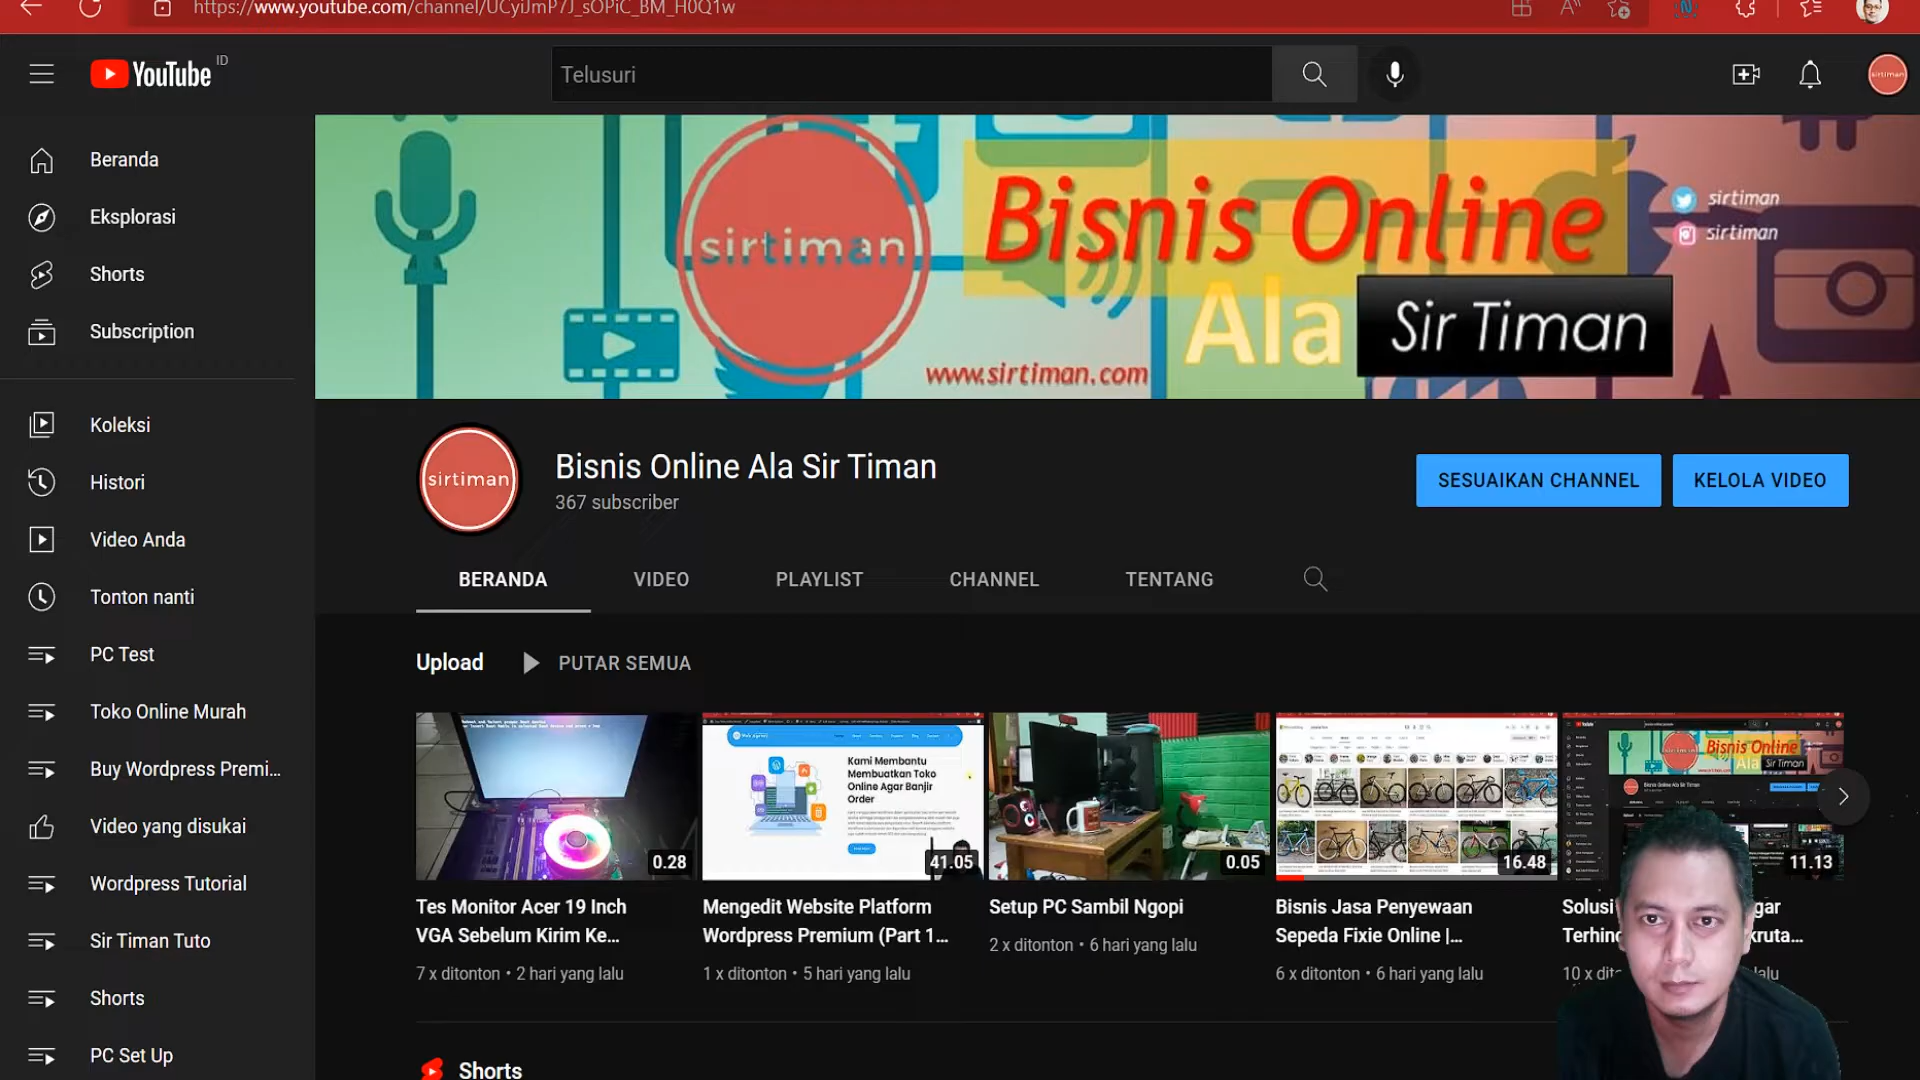 https://www.youtube.com/channel/UCyiJmP7J_sOPiC_BM_H0Q1w
YouTube ID
Telusuri
sirtiman
Beranda
Eksplorasi
Shorts
Subscription
Koleksi
Histori
Video Anda
Tonton nanti
PC Test
Toko Online Murah
Buy Wordpress Premi...
Video yang disukai
Wordpress Tutorial
Sir Timan Tuto
Shorts
PC Set Up
sirtiman
Bisnis Online
Ala Sir Timan
www.sirtiman.com
sirtiman
sirtiman
sirtiman
Bisnis Online Ala Sir Timan
367 subscriber
SESUAIKAN CHANNEL
KELOLA VIDEO
BERANDA VIDEO PLAYLIST CHANNEL TENTANG
Upload PUTAR SEMUA
0.28
Kami Membantu
Membuatkan Toko
Online Agar Banjir
Order
41.05
0.05
16.48
Bisnis Online
Ala Sir Timan
11.13
Tes Monitor Acer 19 Inch
VGA Sebelum Kirim Ke...
7 x ditonton • 2 hari yang lalu
Mengedit Website Platform
Wordpress Premium (Part 1...
1 x ditonton • 5 hari yang lalu
Setup PC Sambil Ngopi
2 x ditonton • 6 hari yang lalu
Bisnis Jasa Penyewaan
Sepeda Fixie Online |...
6 x ditonton • 6 hari yang lalu
Solusi
Terhin
10 x
lalu
Shorts